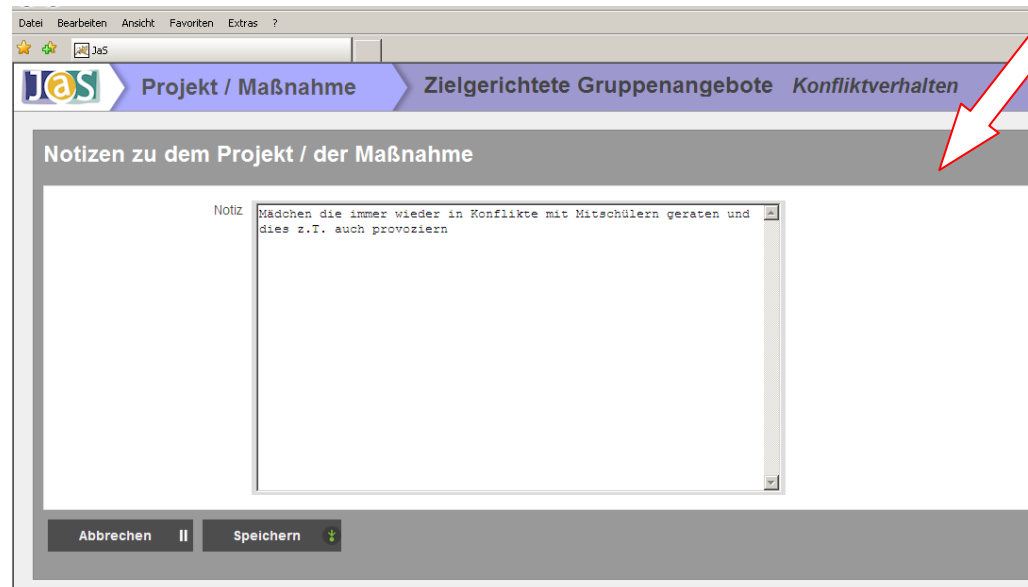 Datei Bearbeiten Ansicht Favoriten Extras ?
JaS
JaS Projekt / Maßnahme Zielgerichtete Gruppenangebote Konfliktverhalten
Notizen zu dem Projekt / der Maßnahme
Notiz
Mädchen die immer wieder in Konflikte mit Mitschülern geraten und
dies z.T. auch provoziern
Abbrechen Speichern